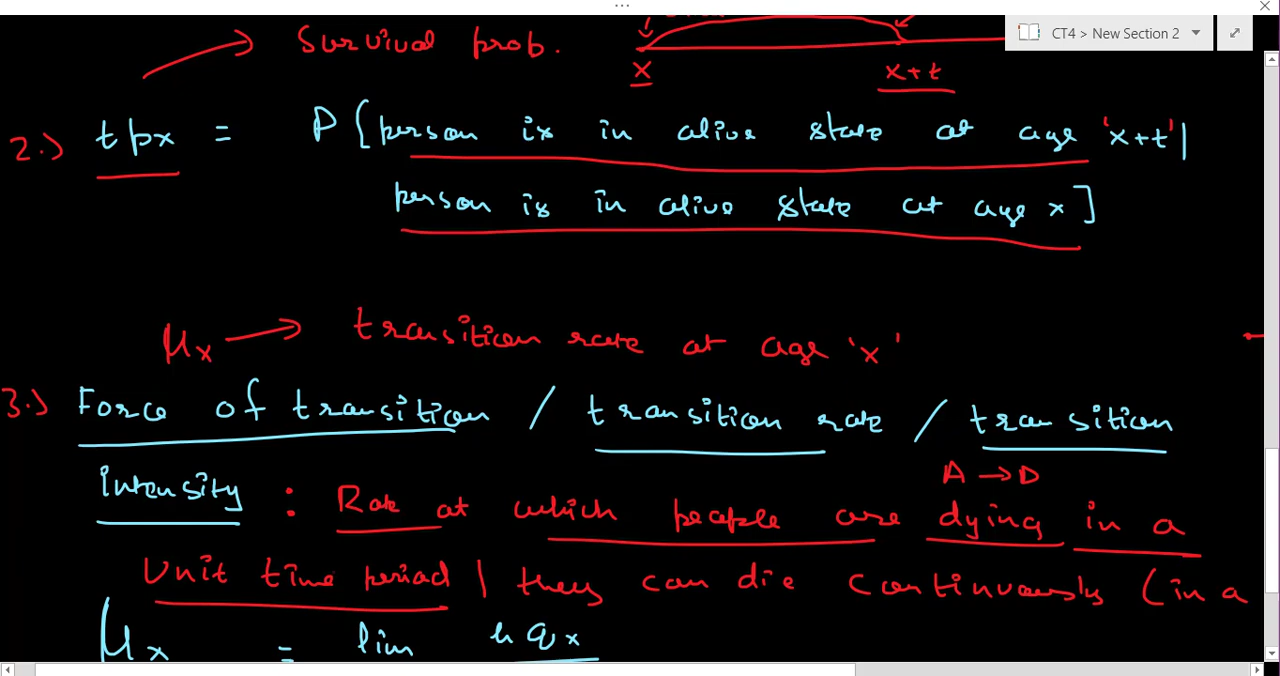 CT4 > New Section 2
Survival prob.
x x+t
2.) tpx = P[person is in alive state at age 'x+t' |
person is in alive state at age x]
μx → transition rate at age 'x'
3.) Force of transition / transition rate / transition
A → D
Intensity : Rate at which people are dying in a
Unit time period | they can die continuously (in a
μx = lim hqx